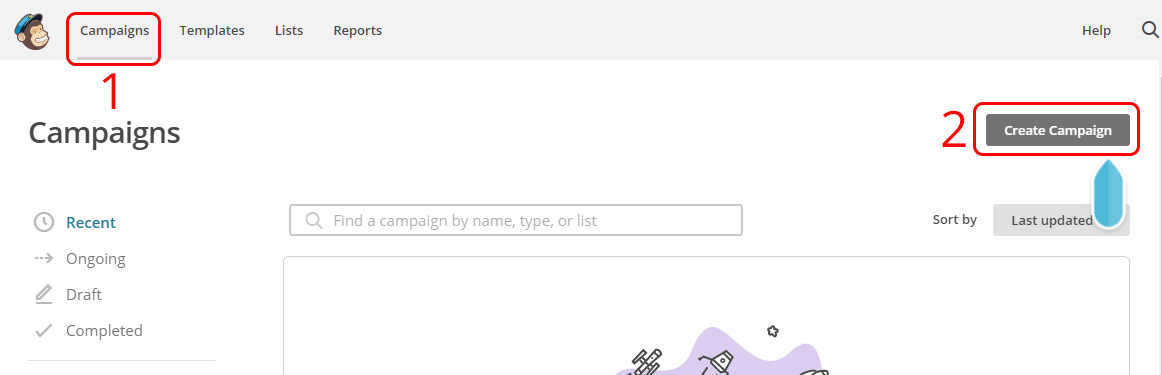 Campaigns Templates Lists Reports Help
1
Campaigns
2 Create Campaign
Recent
Find a campaign by name, type, or list
Sort by Last updated
Ongoing
Draft
Completed